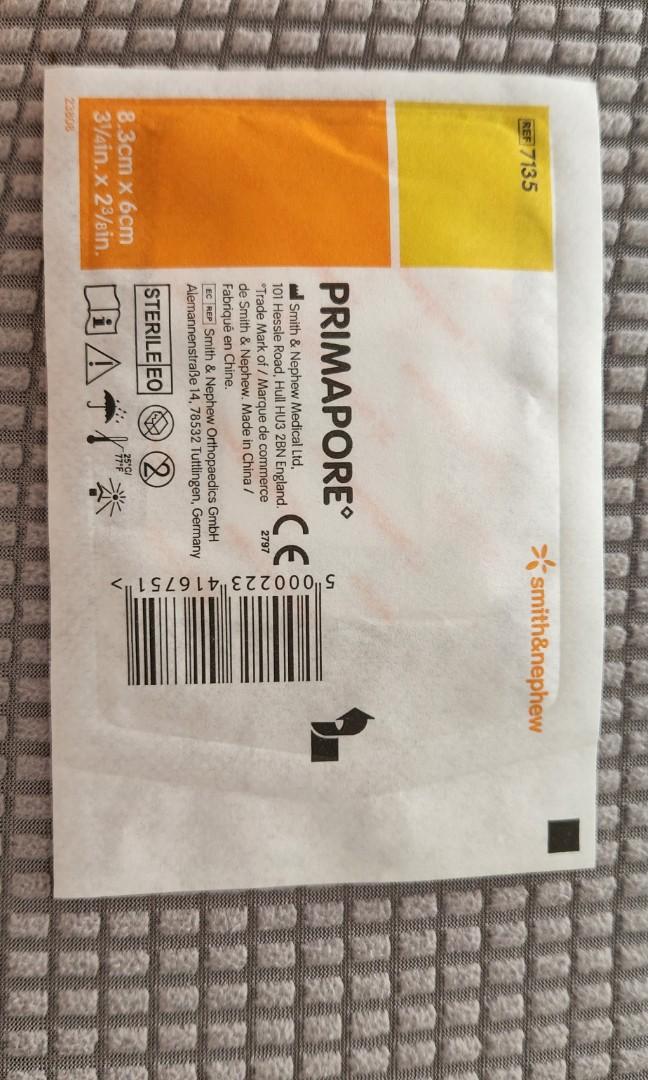 REF 7135
smith&nephew
PRIMAPORE◊
Smith & Nephew Medical Ltd,
101 Hessle Road, Hull HU3 2BN England.
°Trade Mark of / Marque de commerce
de Smith & Nephew. Made in China /
Fabriqué en Chine.
EC REP Smith & Nephew Orthopaedics GmbH
Alemannenstraße 14, 78532 Tuttlingen, Germany
CE
2797
STERILE EO
2
25°C/
77°F
5 000223 416751 >
8.3cm x 6cm
3¼in. x 2⅜in.
23808